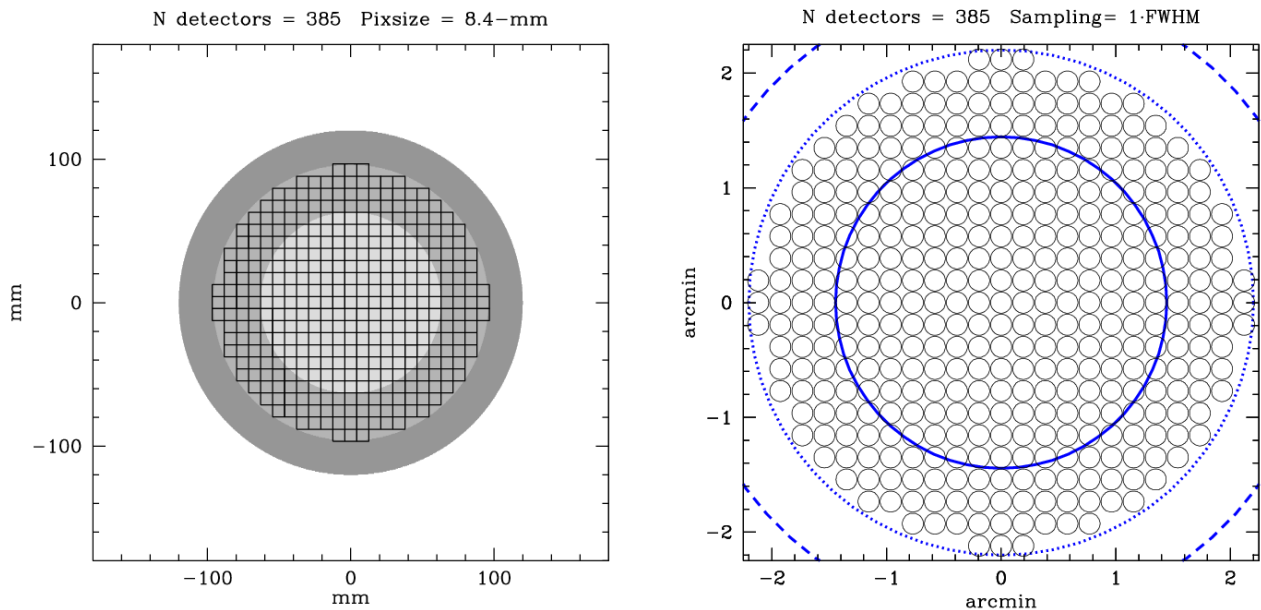 N detectors = 385 Pixsize = 8.4-mm
100
0
-100
mm
-100 0 100
mm
N detectors = 385 Sampling= 1·FWHM
2
1
0
-1
-2
arcmin
-2 -1 0 1 2
arcmin